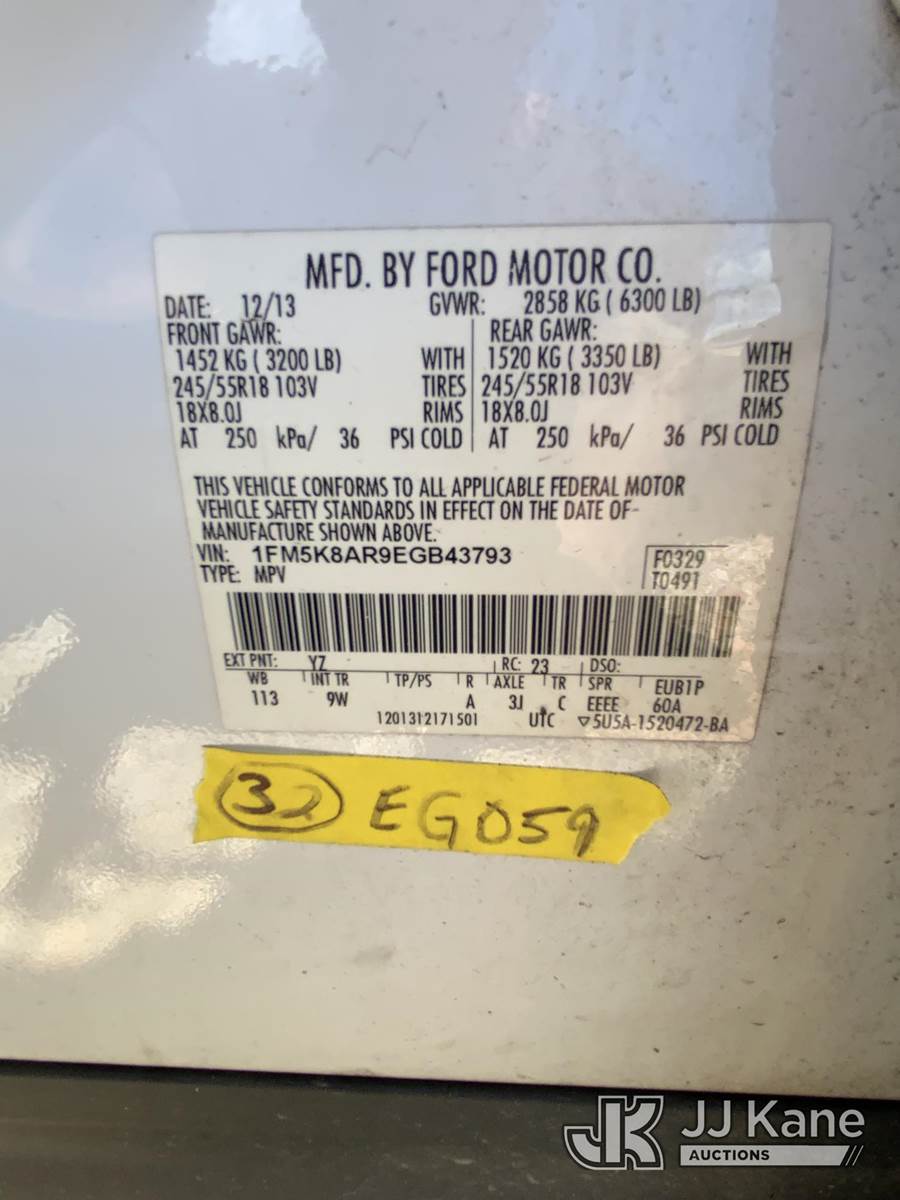 MFD. BY FORD MOTOR CO.
DATE: 12/13 GVWR: 2858 KG ( 6300 LB)
FRONT GAWR: REAR GAWR:
1452 KG ( 3200 LB) WITH 1520 KG ( 3350 LB) WITH
245/55R18 103V TIRES 245/55R18 103V TIRES
18X8.0J RIMS 18X8.0J RIMS
AT 250 kPa/ 36 PSI COLD AT 250 kPa/ 36 PSI COLD
THIS VEHICLE CONFORMS TO ALL APPLICABLE FEDERAL MOTOR
VEHICLE SAFETY STANDARDS IN EFFECT ON THE DATE OF
MANUFACTURE SHOWN ABOVE.
VIN: 1FM5K8AR9EGB43793 F0329
TYPE: MPV T0491
EXT PNT: YZ RC: 23 DSO:
WB INT TR TP/PS R AXLE TR SPR EUB1P
113 9W A 3J C EEEE 60A
1201312171501 UTC ▽5U5A-1520472-BA
32 EG059
JK JJ Kane
AUCTIONS